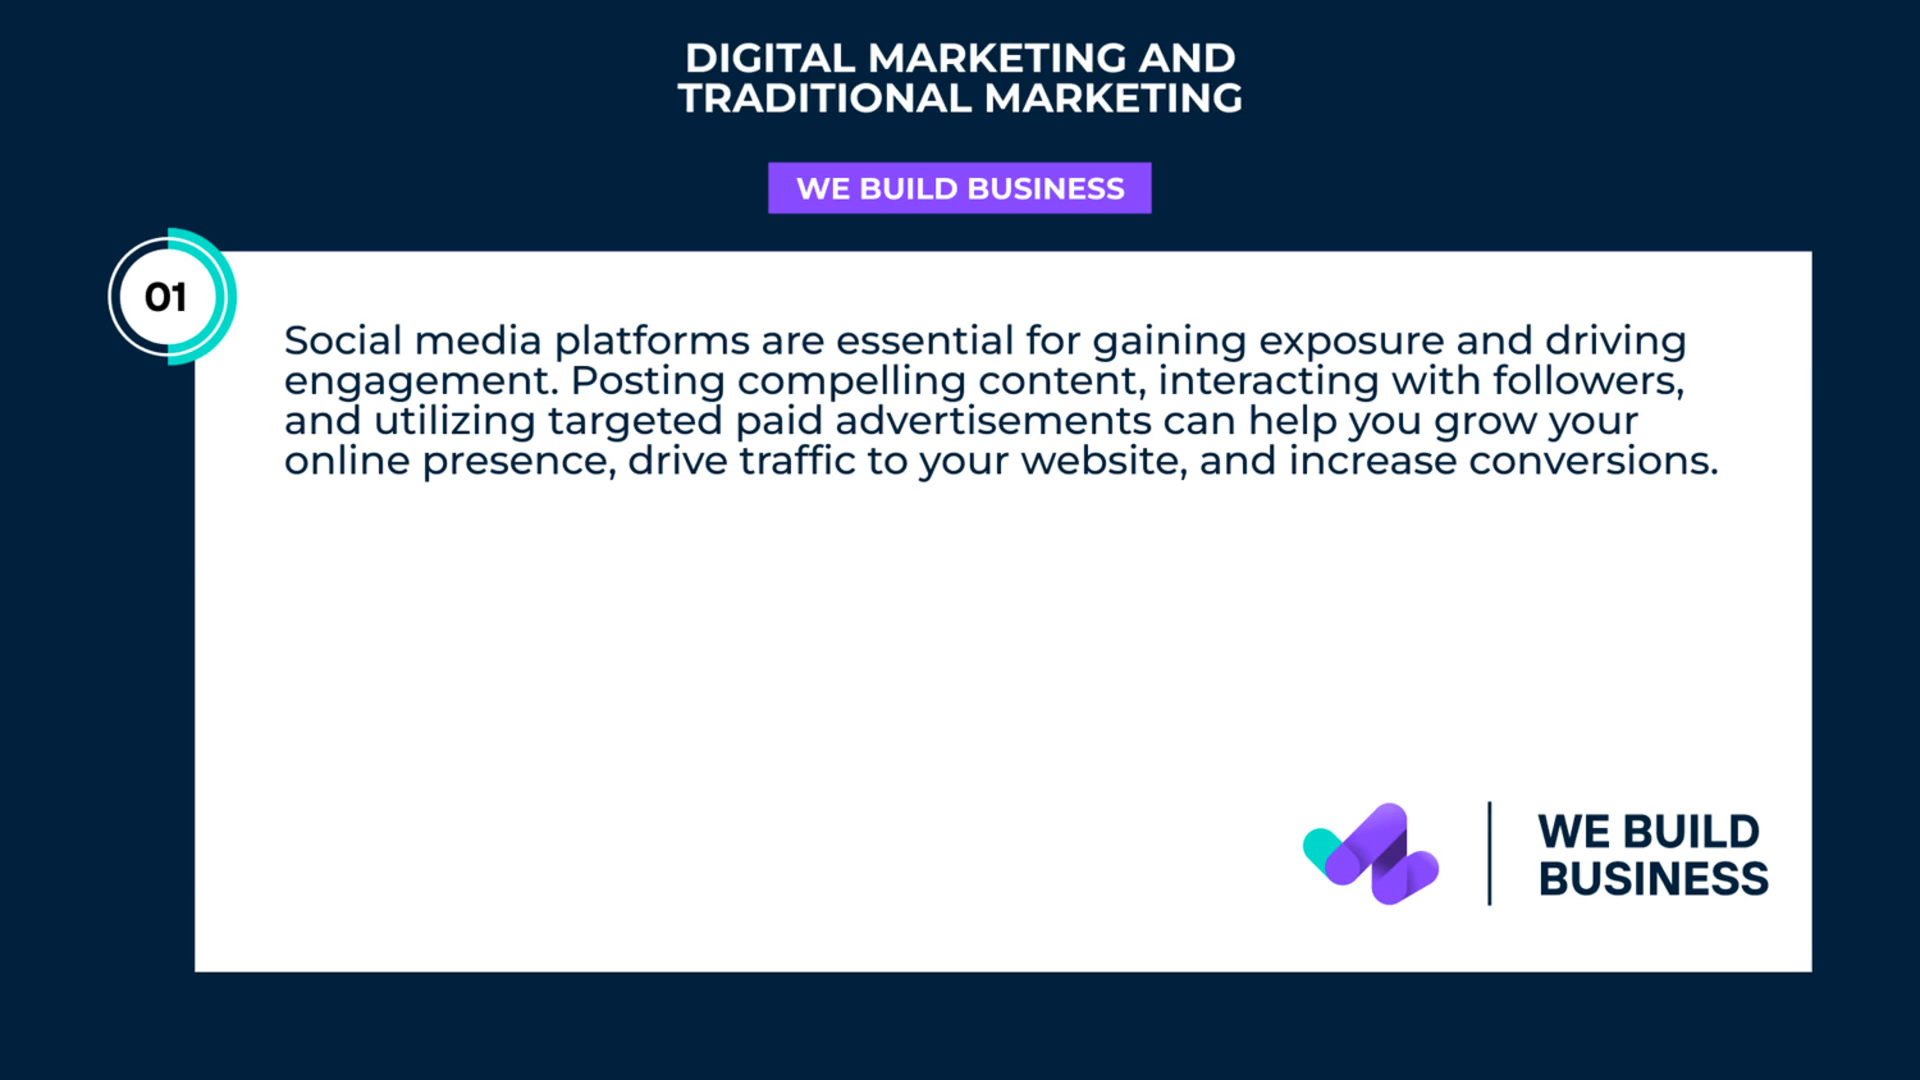 DIGITAL MARKETING AND
TRADITIONAL MARKETING
WE BUILD BUSINESS
01
Social media platforms are essential for gaining exposure and driving
engagement. Posting compelling content, interacting with followers,
and utilizing targeted paid advertisements can help you grow your
online presence, drive traffic to your website, and increase conversions.
WE BUILD
BUSINESS